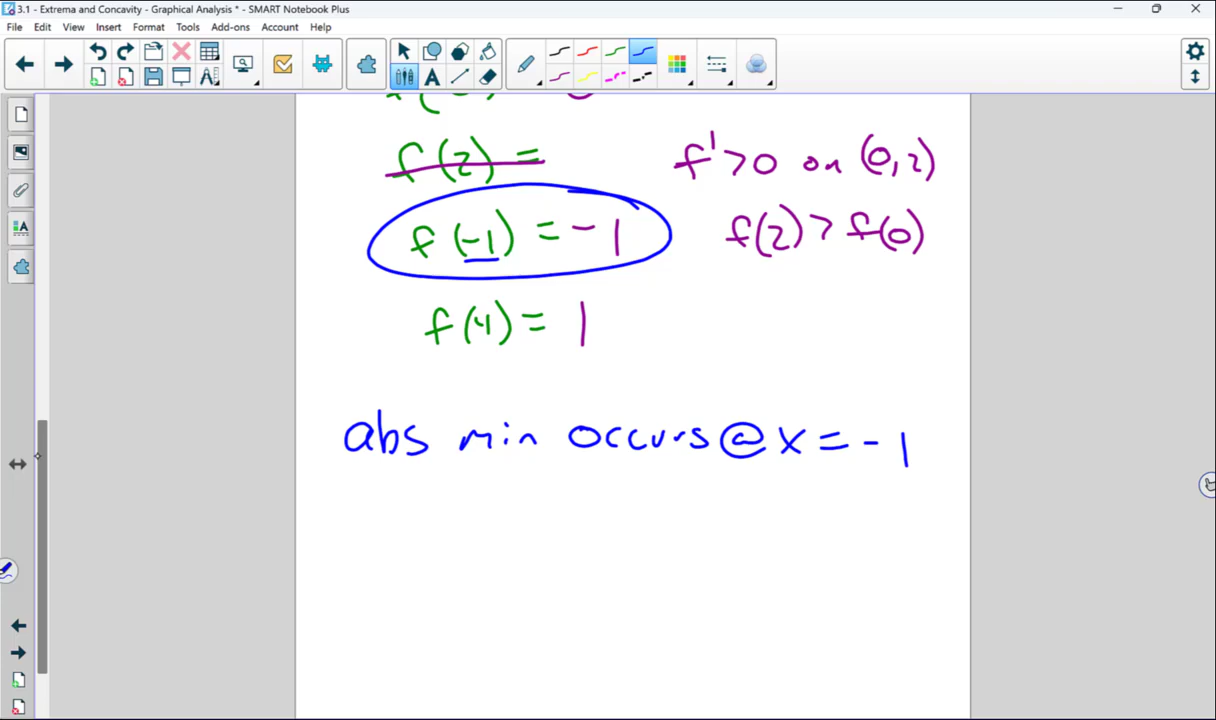 3.1 - Extrema and Concavity - Graphical Analysis * - SMART Notebook Plus
File Edit View Insert Format Tools Add-ons Account Help
f(2) =
f' > 0 on (0, 2)
f(-1) = -1
f(2) > f(0)
f(4) = 1
abs min occurs @ x = -1